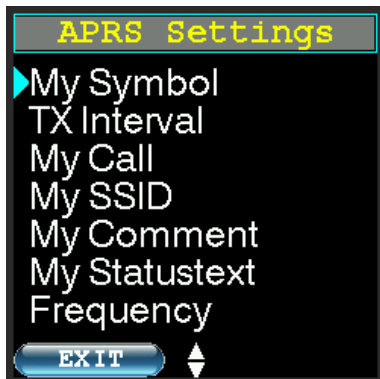 APRS Settings
My Symbol
TX Interval
My Call
My SSID
My Comment
My Statustext
Frequency
EXIT